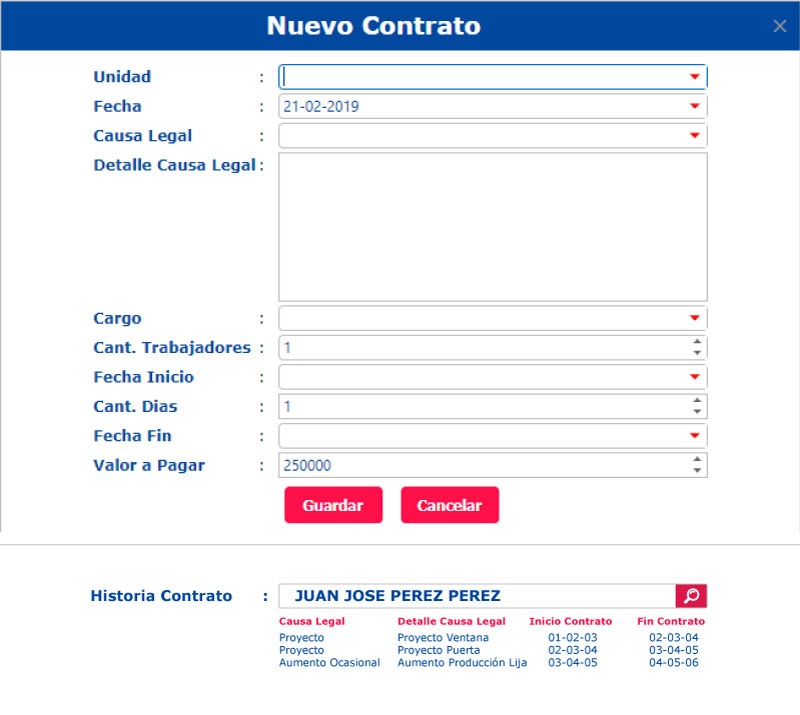 Nuevo Contrato
Unidad :
Fecha : 21-02-2019
Causa Legal :
Detalle Causa Legal :
Cargo :
Cant. Trabajadores : 1
Fecha Inicio :
Cant. Dias : 1
Fecha Fin :
Valor a Pagar : 250000
Guardar Cancelar
Historia Contrato : JUAN JOSE PEREZ PEREZ
Causa Legal Detalle Causa Legal Inicio Contrato Fin Contrato
Proyecto Proyecto Ventana 01-02-03 02-03-04
Proyecto Proyecto Puerta 02-03-04 03-04-05
Aumento Ocasional Aumento Producción Lija 03-04-05 04-05-06